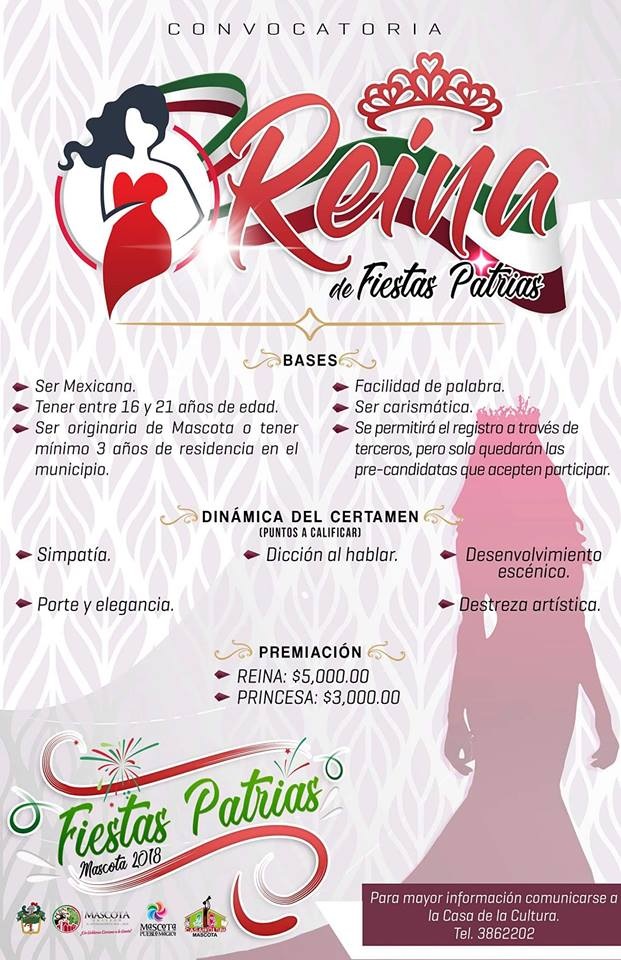 CONVOCATORIA
Reina
de Fiestas Patrias
BASES
Ser Mexicana.
Tener entre 16 y 21 años de edad.
Ser originaria de Mascota o tener
mínimo 3 años de residencia en el
municipio.
Facilidad de palabra.
Ser carismática.
Se permitirá el registro a través de
terceros, pero solo quedarán las
pre-candidatas que acepten participar.
DINÁMICA DEL CERTAMEN
(PUNTOS A CALIFICAR)
Simpatía.
Dicción al hablar.
Desenvolvimiento
escénico.
Porte y elegancia.
Destreza artística.
PREMIACIÓN
REINA: $5,000.00
PRINCESA: $3,000.00
Fiestas Patrias
Mascota 2018
MASCOTA
Mascota
PUEBLO MÁGICO
MASCOTA
Para mayor información comunicarse a
la Casa de la Cultura.
Tel. 3862202